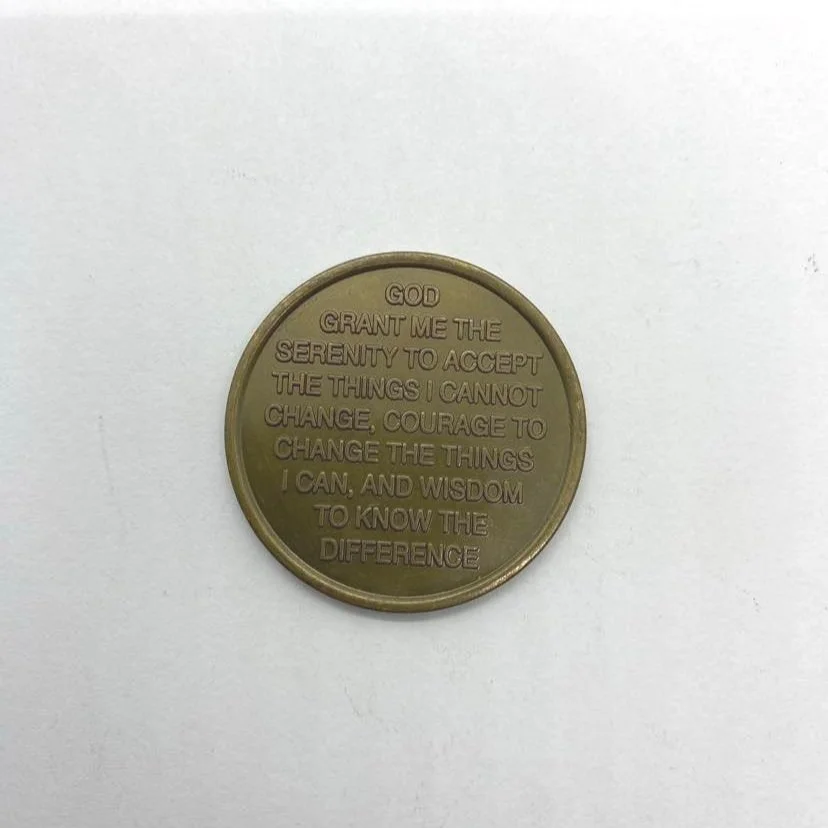 GOD
GRANT ME THE
SERENITY TO ACCEPT
THE THINGS I CANNOT
CHANGE, COURAGE TO
CHANGE THE THINGS
I CAN, AND WISDOM
TO KNOW THE
DIFFERENCE